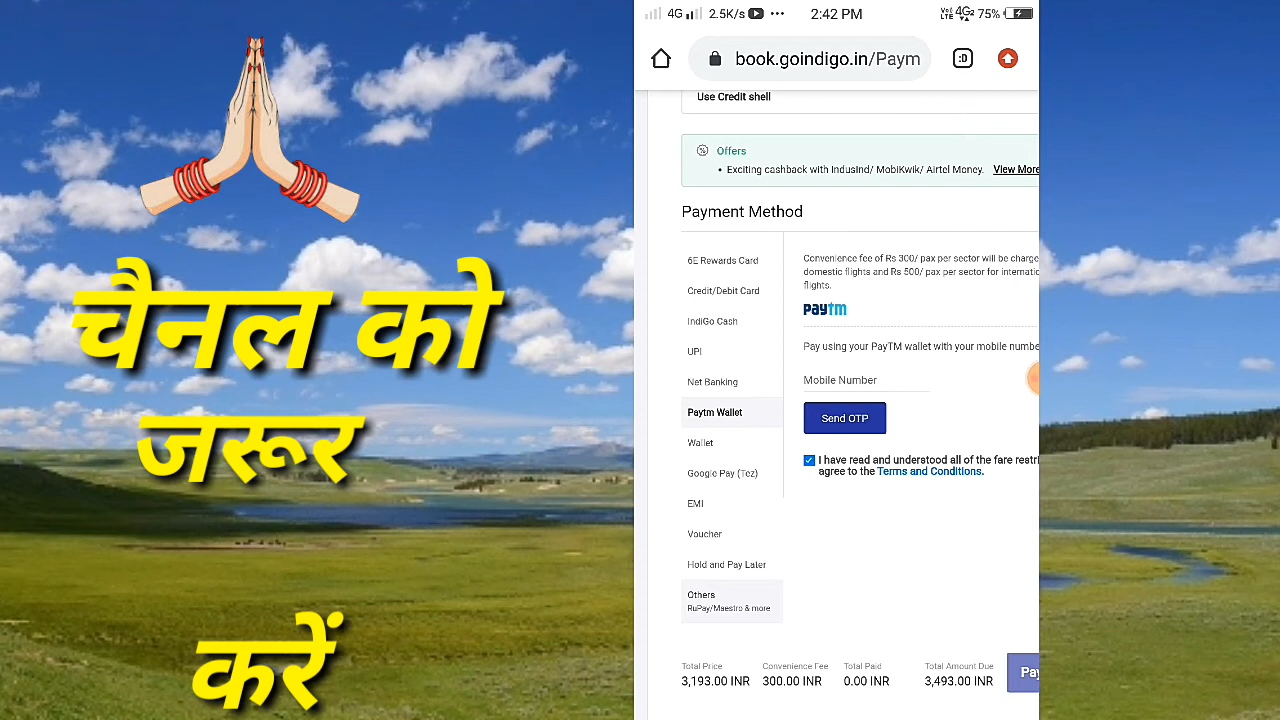 चैनल को
जरूर
करें
4G 2.5K/s ••• 2:42 PM VoLTE 4G2 75%
book.goindigo.in/Paym
:D
Use Credit shell
Offers
• Exciting cashback with IndusInd/ MobiKwik/ Airtel Money. View More
Payment Method
6E Rewards Card
Credit/Debit Card
IndiGo Cash
UPI
Net Banking
Paytm Wallet
Wallet
Google Pay (Tez)
EMI
Voucher
Hold and Pay Later
Others
RuPay/Maestro & more
Convenience fee of Rs 300/ pax per sector will be charge
domestic flights and Rs 500/ pax per sector for internatio
flights.
paytm
Pay using your PayTM wallet with your mobile numbe
Mobile Number
Send OTP
I have read and understood all of the fare restri
agree to the Terms and Conditions.
Total Price Convenience Fee Total Paid Total Amount Due
3,193.00 INR 300.00 INR 0.00 INR 3,493.00 INR
Pay